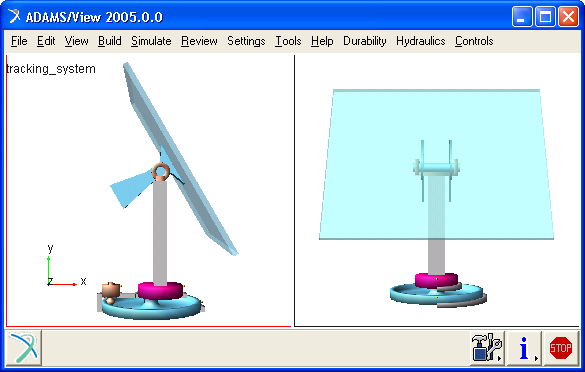 ADAMS/View 2005.0.0
File Edit View Build Simulate Review Settings Tools Help Durability Hydraulics Controls
tracking_system
y
z x
i STOP